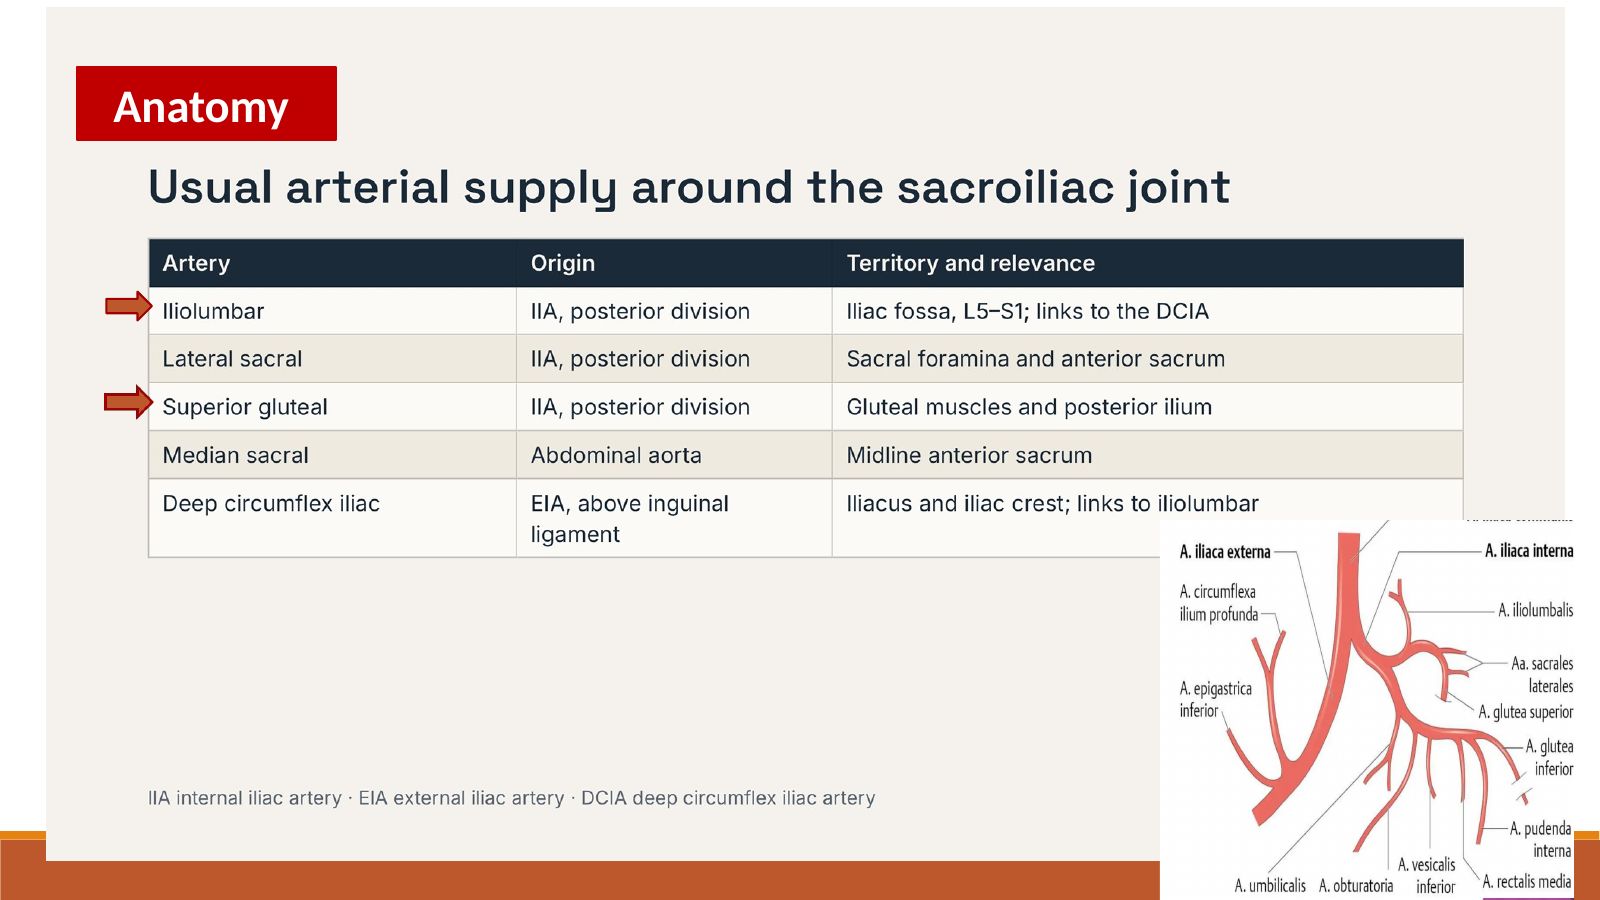 Anatomy
Usual arterial supply around the sacroiliac joint
Artery Origin Territory and relevance
Iliolumbar IIA, posterior division Iliac fossa, L5–S1; links to the DCIA
Lateral sacral IIA, posterior division Sacral foramina and anterior sacrum
Superior gluteal IIA, posterior division Gluteal muscles and posterior ilium
Median sacral Abdominal aorta Midline anterior sacrum
Deep circumflex iliac EIA, above inguinal Iliacus and iliac crest; links to iliolumbar
ligament
A. iliaca externa
A. iliaca interna
A. circumflexa
ilium profunda
A. iliolumbalis
Aa. sacrales
laterales
A. epigastrica
inferior
A. glutea superior
A. glutea
inferior
A. pudenda
interna
A. vesicalis
inferior
A. umbilicalis
A. obturatoria
A. rectalis media
IIA internal iliac artery · EIA external iliac artery · DCIA deep circumflex iliac artery